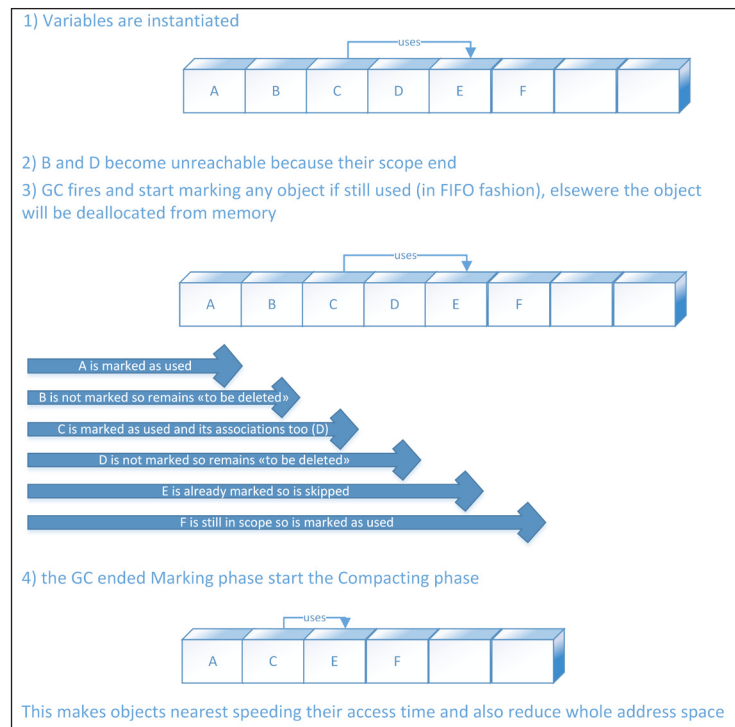 1) Variables are instantiated
uses
A B C D E F
2) B and D become unreachable because their scope end
3) GC fires and start marking any object if still used (in FIFO fashion), elsewere the object
will be deallocated from memory
uses
A B C D E F
A is marked as used
B is not marked so remains «to be deleted»
C is marked as used and its associations too (D)
D is not marked so remains «to be deleted»
E is already marked so is skipped
F is still in scope so is marked as used
4) the GC ended Marking phase start the Compacting phase
uses
A C E F
This makes objects nearest speeding their access time and also reduce whole address space